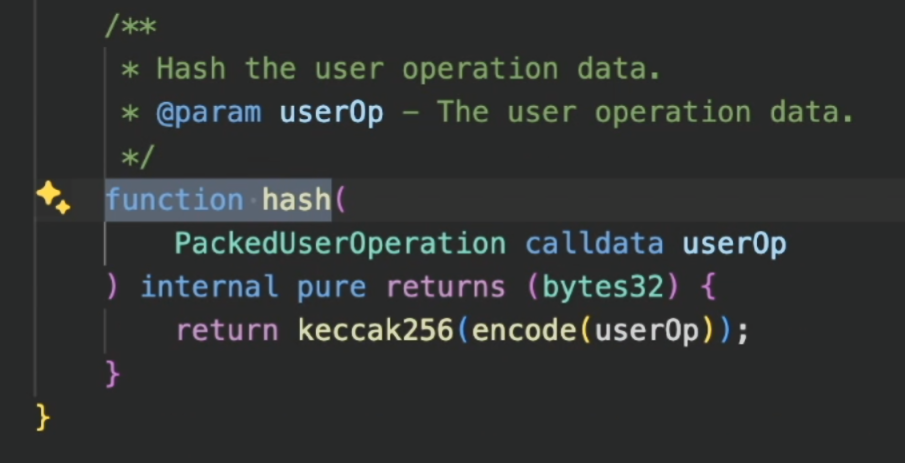 /**
* Hash the user operation data.
* @param userOp – The user operation data.
*/
function hash(
PackedUserOperation calldata userOp
) internal pure returns (bytes32) {
return keccak256(encode(userOp));
}
}